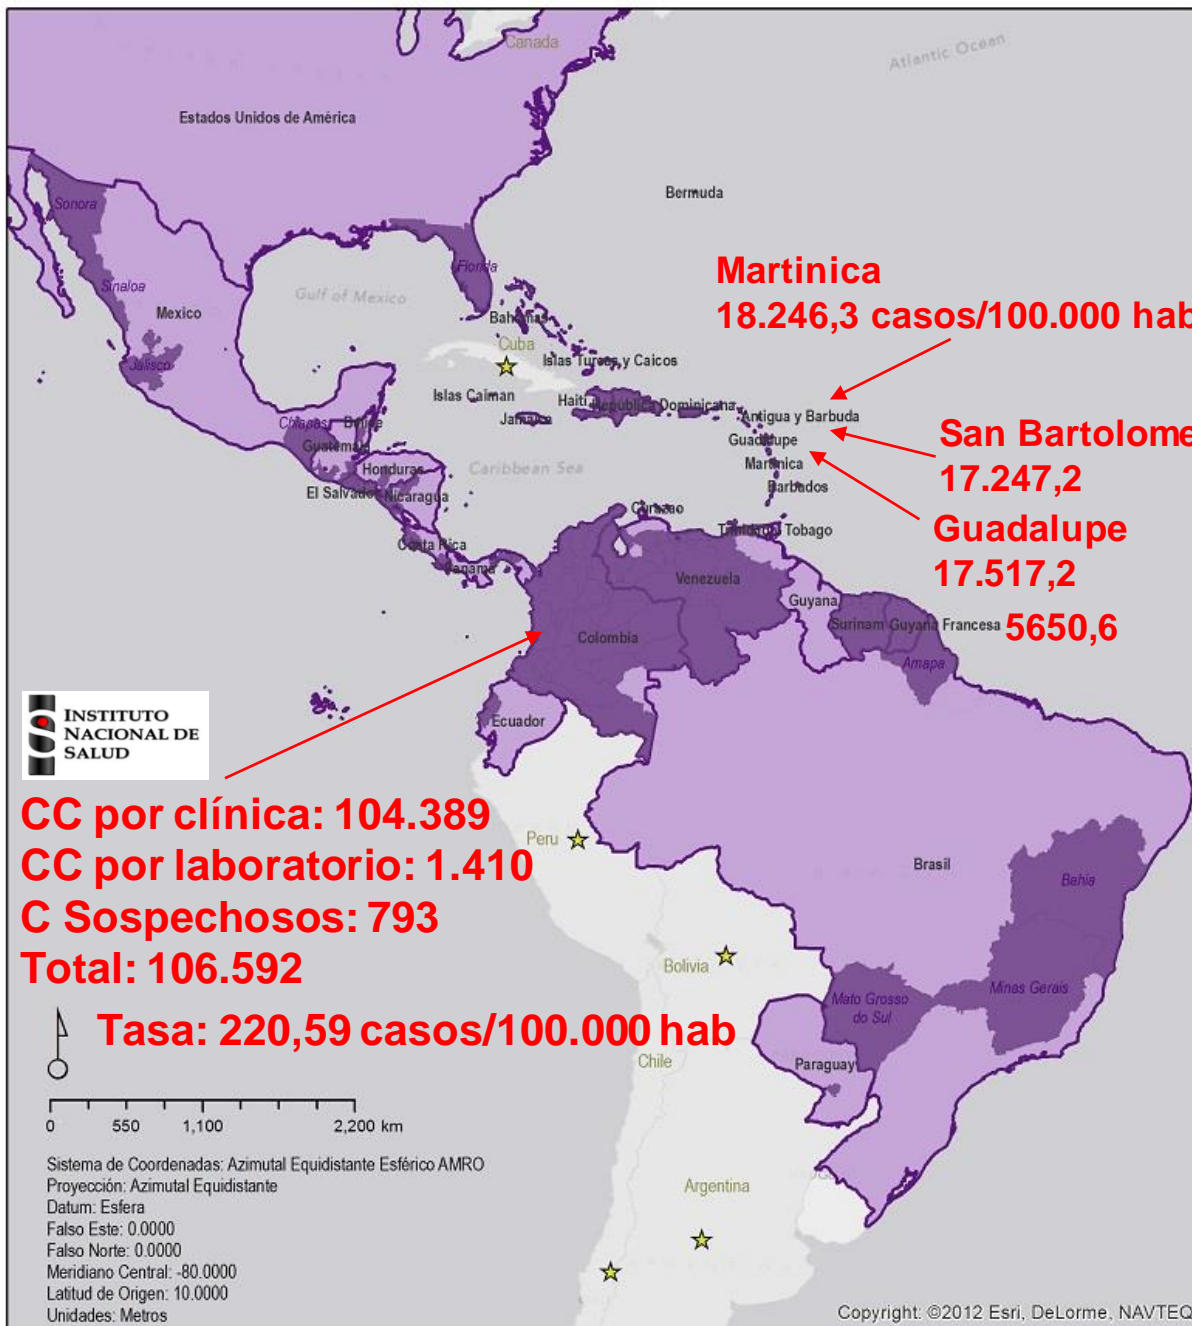 Canada
Atlantic Ocean
Estados Unidos de América
Bermuda
Sonora
Florida
Sinaloa
Gulf of Mexico
Mexico
Bahamas
Martinica
18.246,3 casos/100.000 hab
Cuba
Islas Turcas y Caicos
Jalisco
Islas Caiman
Haiti
República Dominicana
Jamaica
Antigua y Barbuda
Chiapas
Belice
Guatemala
Guadalupe
San Bartolome
17.247,2
Honduras
Caribbean Sea
Martinica
El Salvador
Nicaragua
Barbados
Curazao
Guadalupe
17.517,2
Trinidad y Tobago
Costa Rica
Panama
Venezuela
Guyana
Surinam
Guyana Francesa
5650,6
Colombia
Amapa
INSTITUTO
NACIONAL DE
SALUD
Ecuador
CC por clínica: 104.389
CC por laboratorio: 1.410
C Sospechosos: 793
Total: 106.592
Peru
Brasil
Bahia
Bolivia
Mato Grosso
do Sul
Minas Gerais
Tasa: 220,59 casos/100.000 hab
Paraguay
Chile
0 550 1,100 2,200 km
Argentina
Sistema de Coordenadas: Azimutal Equidistante Esférico AMRO
Proyección: Azimutal Equidistante
Datum: Esfera
Falso Este: 0.0000
Falso Norte: 0.0000
Meridiano Central: -80.0000
Latitud de Origen: 10.0000
Unidades: Metros
Copyright: ©2012 Esri, DeLorme, NAVTEQ